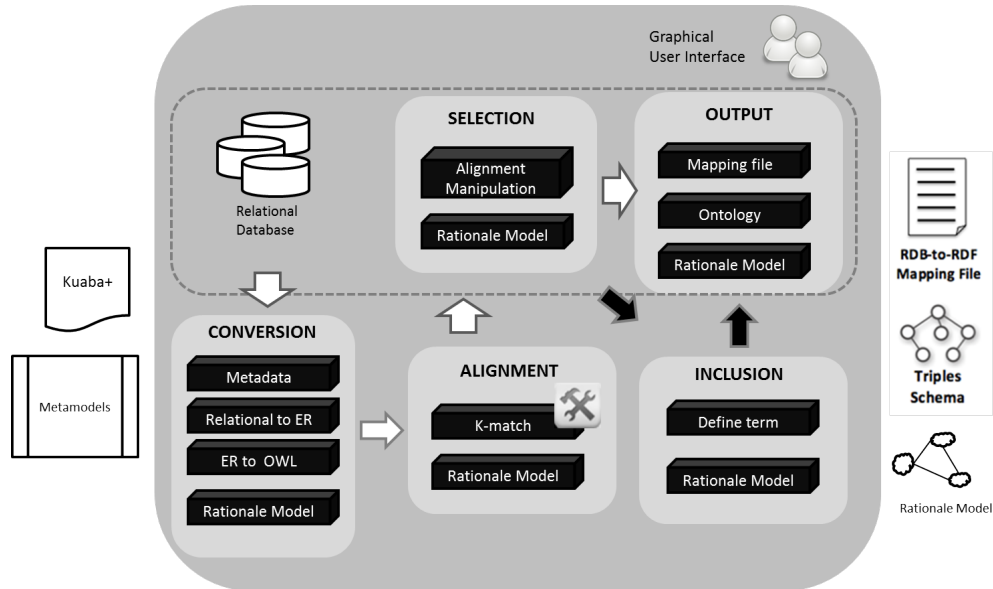 Graphical
User Interface
Relational
Database
SELECTION
Alignment
Manipulation
Rationale Model
OUTPUT
Mapping file
Ontology
Rationale Model
Kuaba+
Metamodels
CONVERSION
Metadata
Relational to ER
ER to OWL
Rationale Model
ALIGNMENT
K-match
Rationale Model
INCLUSION
Define term
Rationale Model
RDB-to-RDF
Mapping File
Triples
Schema
Rationale Model